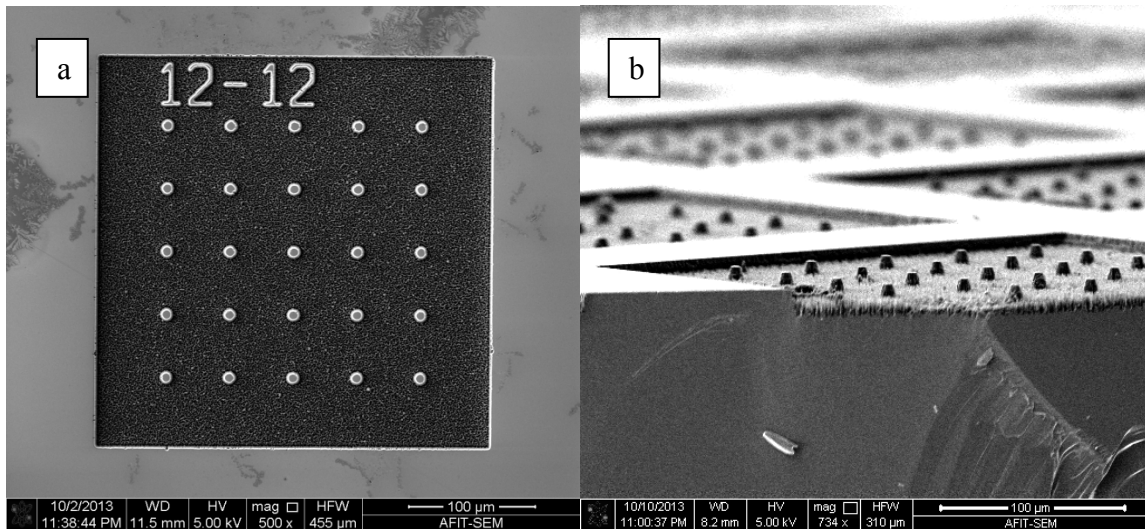 a
12-12
10/2/2013 WD HV mag HFW 100 µm
11:38:44 PM 11.5 mm 5.00 kV 500 x 455 µm AFIT-SEM
b
10/10/2013 WD HV mag HFW 100 µm
11:00:37 PM 8.2 mm 5.00 kV 734 x 310 µm AFIT-SEM